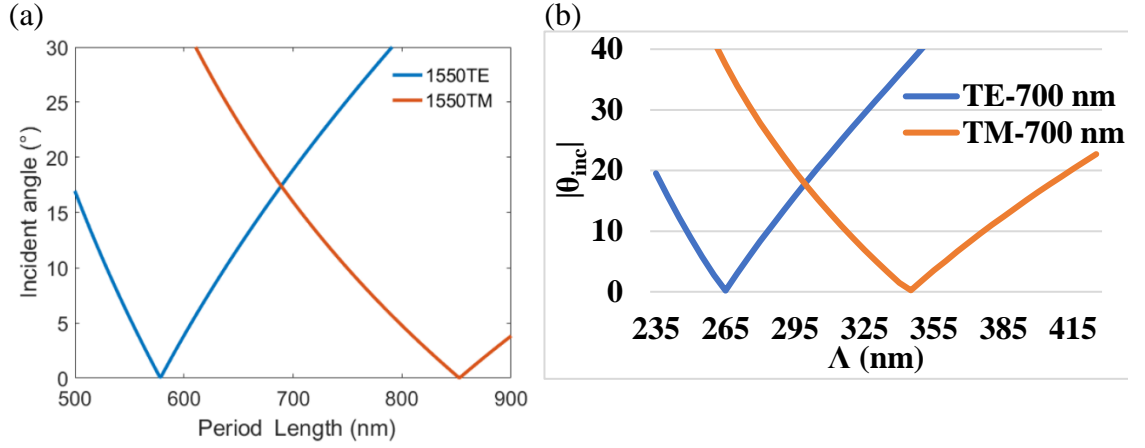 (a)
(b)
30
25
20
15
10
5
0
Incident angle (°)
1550TE
1550TM
500 600 700 800 900
Period Length (nm)
40
30
20
10
0
|θinc|
TE-700 nm
TM-700 nm
235 265 295 325 355 385 415
Λ (nm)